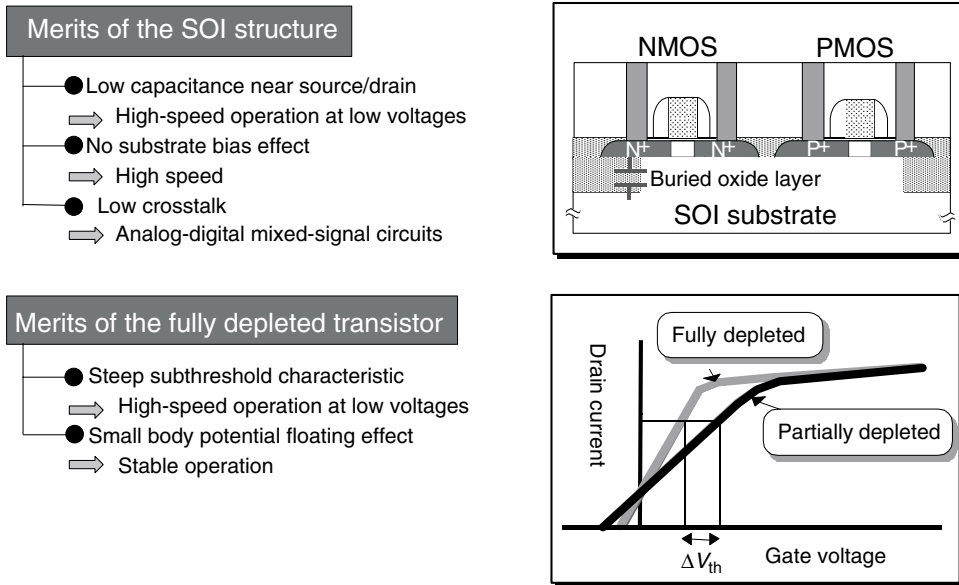 Merits of the SOI structure
Low capacitance near source/drain
High-speed operation at low voltages
No substrate bias effect
High speed
Low crosstalk
Analog-digital mixed-signal circuits
NMOS PMOS
N+ N+ P+ P+
Buried oxide layer
SOI substrate
Merits of the fully depleted transistor
Steep subthreshold characteristic
High-speed operation at low voltages
Small body potential floating effect
Stable operation
Fully depleted
Partially depleted
Drain current
ΔVth
Gate voltage